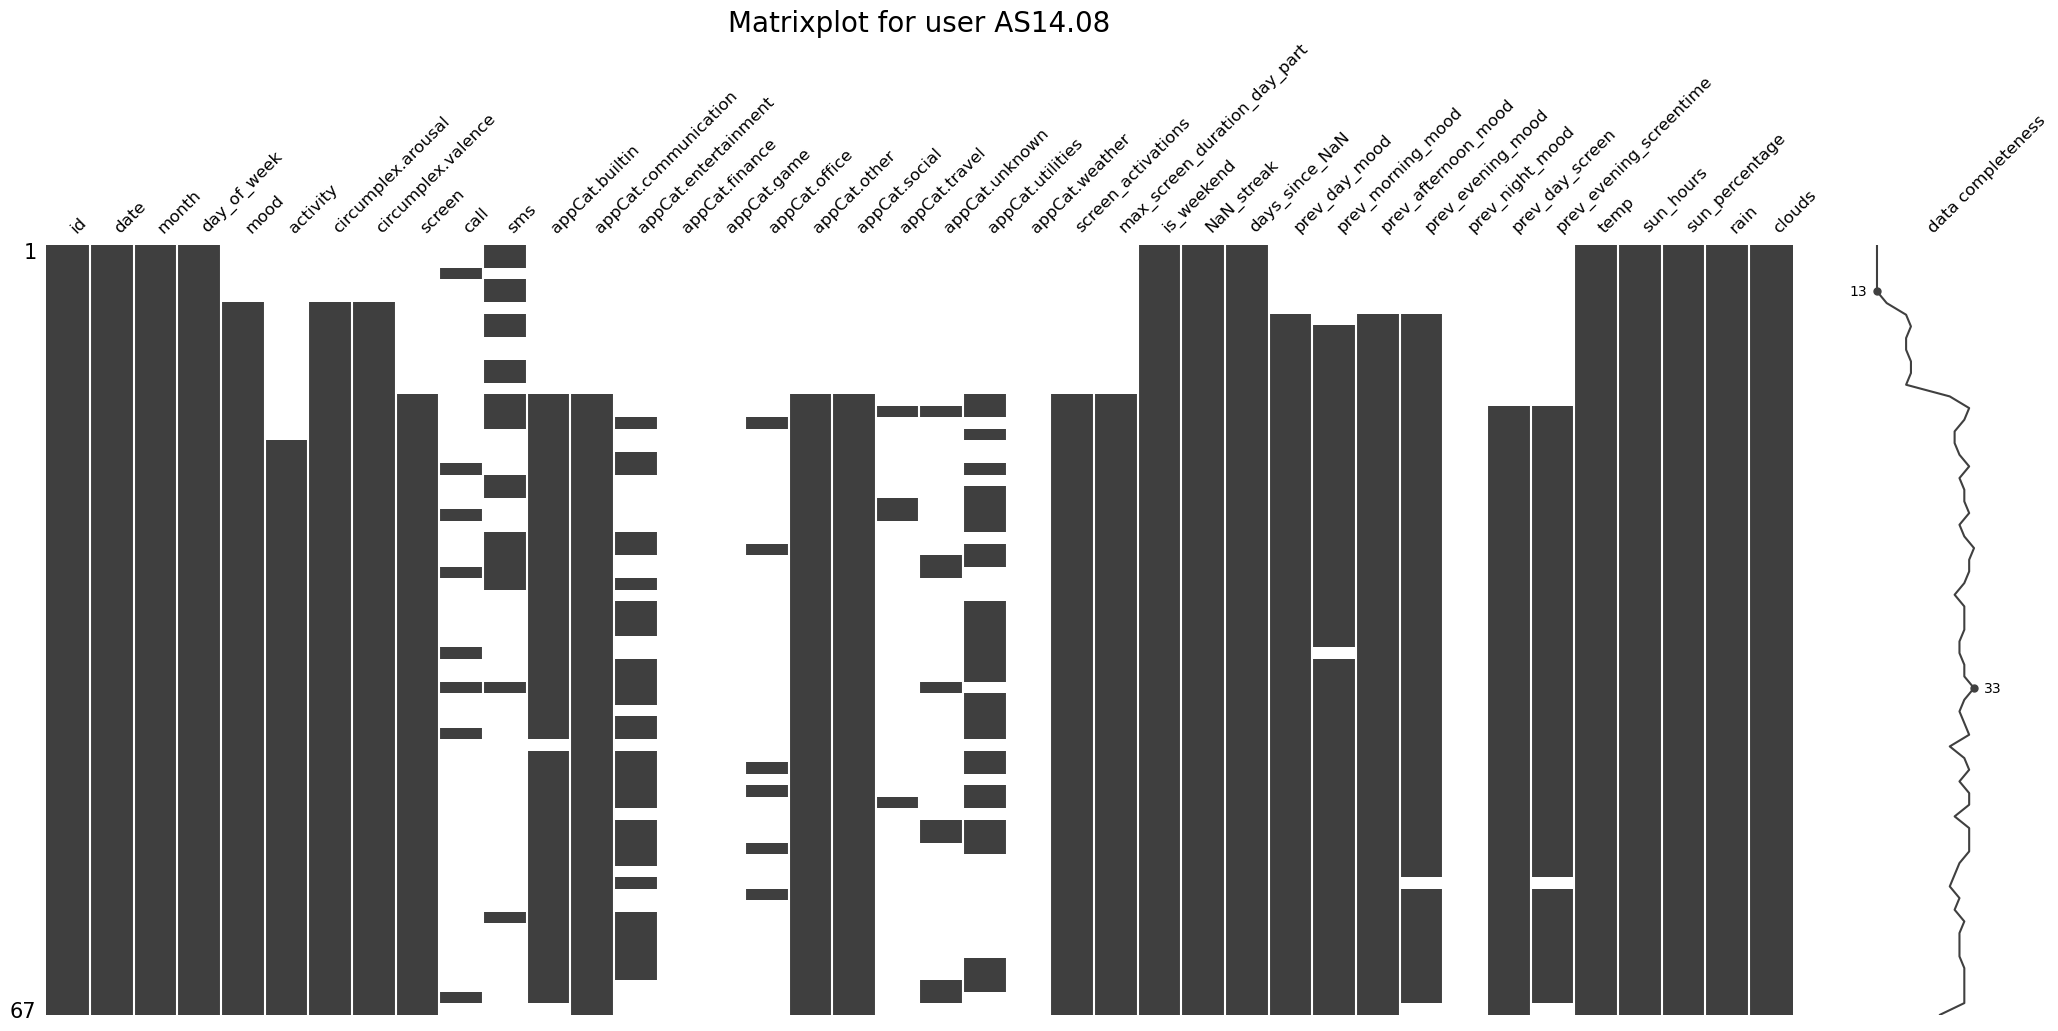 Matrixplot for user AS14.08
id
date
month
day_of_week
mood
activity
circumplex.arousal
circumplex.valence
screen
call
sms
appCat.builtin
appCat.communication
appCat.entertainment
appCat.finance
appCat.game
appCat.office
appCat.other
appCat.social
appCat.travel
appCat.unknown
appCat.utilities
appCat.weather
screen_activations
max_screen_duration_day_part
is_weekend
NaN_streak
days_since_NaN
prev_day_mood
prev_morning_mood
prev_afternoon_mood
prev_evening_mood
prev_night_mood
prev_day_screen
prev_evening_screentime
temp
sun_hours
sun_percentage
rain
clouds
data completeness
1
13
33
67